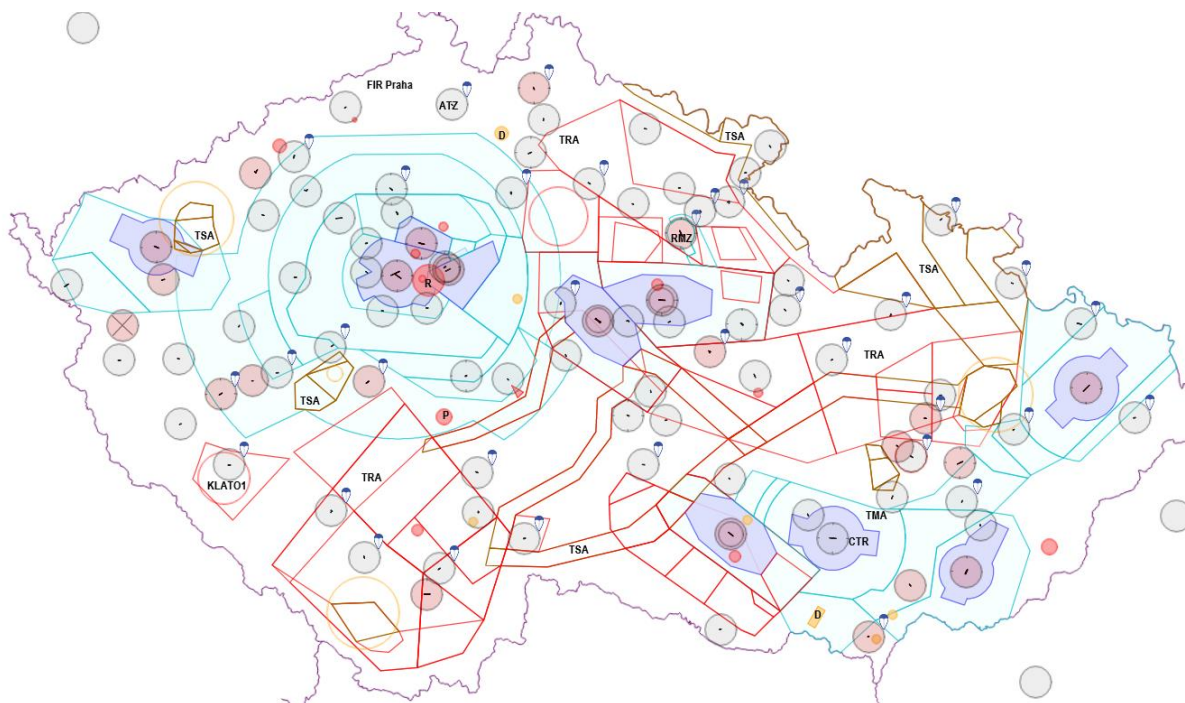 FIR Praha
ATZ
D
TRA
TSA
TSA
RMZ
TSA
R
TRA
TSA
P
TRA
KLATO1
TMA
CTR
TSA
D